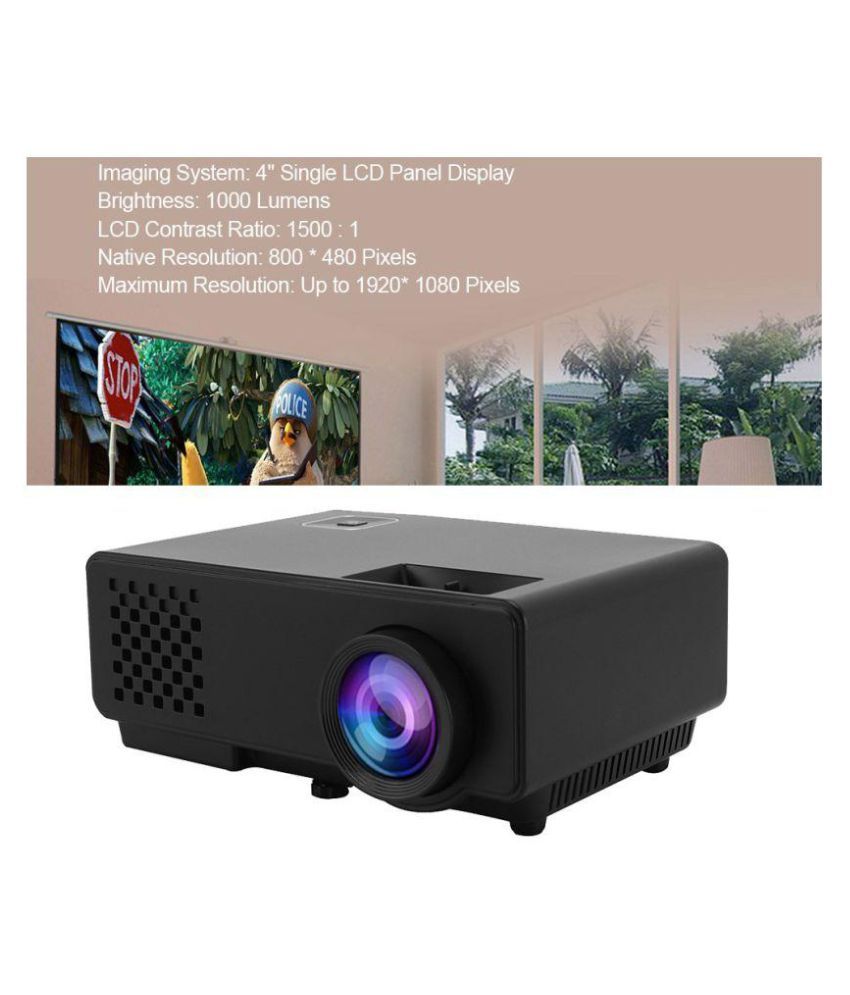 Imaging System: 4" Single LCD Panel Display
Brightness: 1000 Lumens
LCD Contrast Ratio: 1500 : 1
Native Resolution: 800 * 480 Pixels
Maximum Resolution: Up to 1920* 1080 Pixels
STOP
POLICE